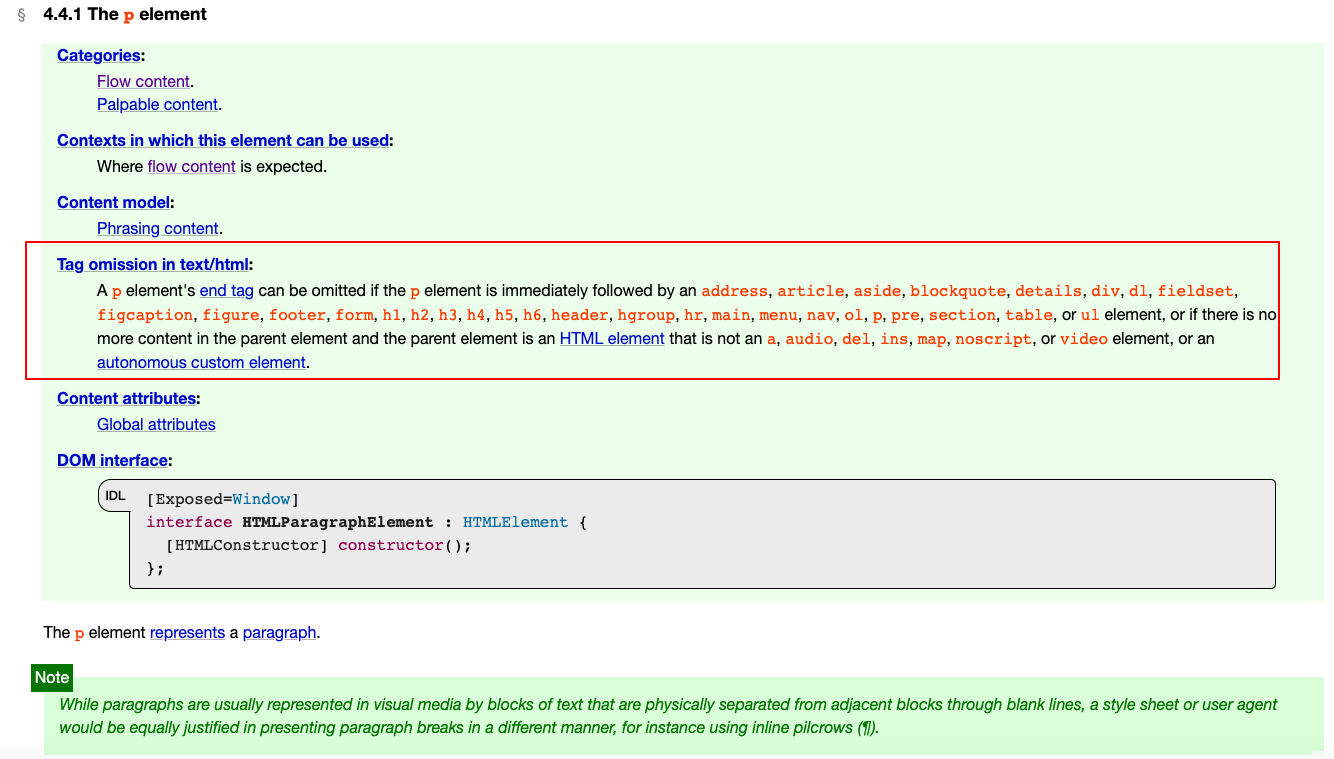 § 4.4.1 The p element
Categories:
Flow content.
Palpable content.
Contexts in which this element can be used:
Where flow content is expected.
Content model:
Phrasing content.
Tag omission in text/html:
A p element's end tag can be omitted if the p element is immediately followed by an address, article, aside, blockquote, details, div, dl, fieldset,
figcaption, figure, footer, form, h1, h2, h3, h4, h5, h6, header, hgroup, hr, main, menu, nav, ol, p, pre, section, table, or ul element, or if there is no
more content in the parent element and the parent element is an HTML element that is not an a, audio, del, ins, map, noscript, or video element, or an
autonomous custom element.
Content attributes:
Global attributes
DOM interface:
IDL
[Exposed=Window]
interface HTMLParagraphElement : HTMLElement {
  [HTMLConstructor] constructor();
};
The p element represents a paragraph.
Note
While paragraphs are usually represented in visual media by blocks of text that are physically separated from adjacent blocks through blank lines, a style sheet or user agent
would be equally justified in presenting paragraph breaks in a different manner, for instance using inline pilcrows (¶).